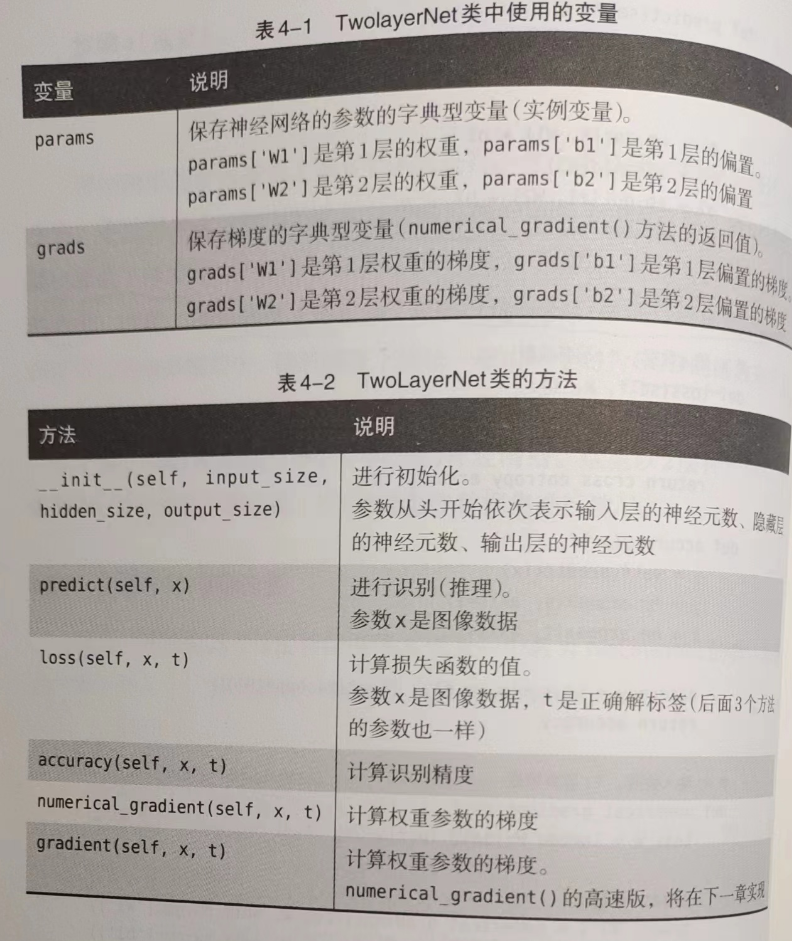 表4-1 TwolayerNet类中使用的变量
变量 说明
params 保存神经网络的参数的字典型变量(实例变量)。
params['W1']是第1层的权重，params['b1']是第1层的偏置。
params['W2']是第2层的权重，params['b2']是第2层的偏置
grads 保存梯度的字典型变量(numerical_gradient()方法的返回值)。
grads['W1']是第1层权重的梯度，grads['b1']是第1层偏置的梯度。
grads['W2']是第2层权重的梯度，grads['b2']是第2层偏置的梯度
表4-2 TwoLayerNet类的方法
方法 说明
__init__(self, input_size, 进行初始化。
hidden_size, output_size) 参数从头开始依次表示输入层的神经元数、隐藏层
的神经元数、输出层的神经元数
predict(self, x) 进行识别(推理)。
参数x是图像数据
loss(self, x, t) 计算损失函数的值。
参数x是图像数据，t是正确解标签(后面3个方法
的参数也一样)
accuracy(self, x, t) 计算识别精度
numerical_gradient(self, x, t) 计算权重参数的梯度
gradient(self, x, t) 计算权重参数的梯度。
numerical_gradient()的高速版，将在下一章实现